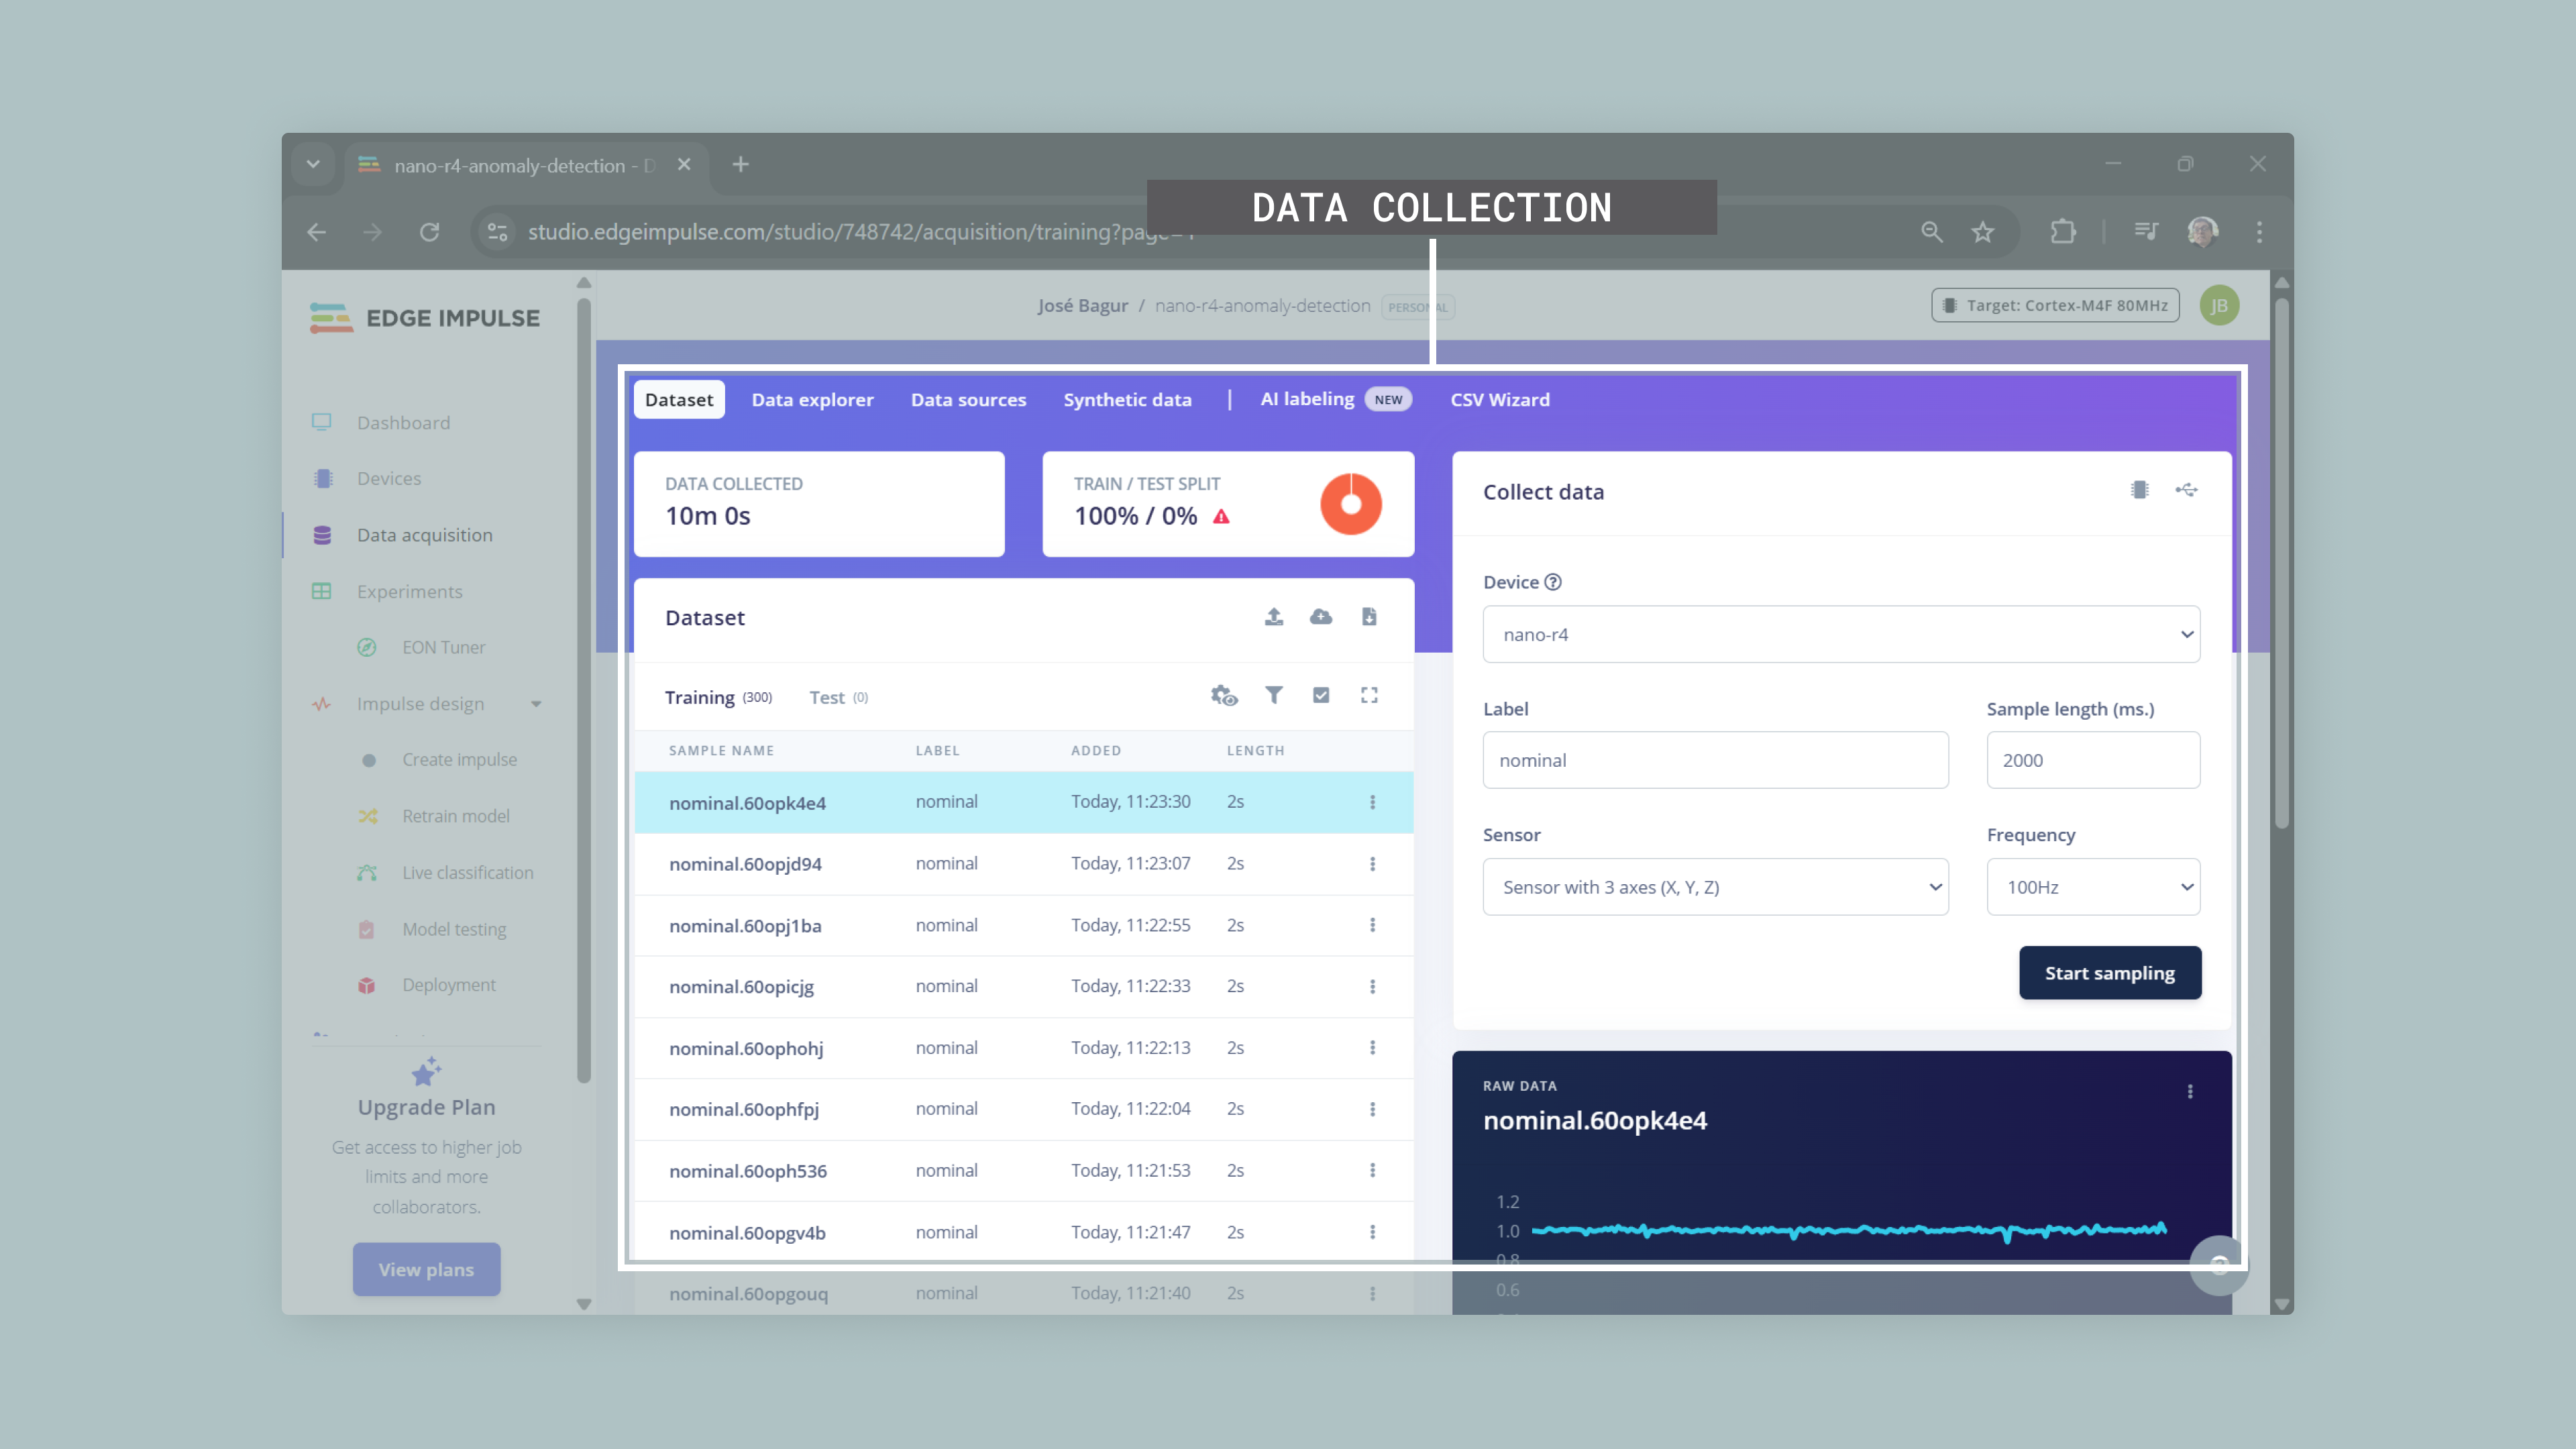 nano-r4-anomaly-detection - D
DATA COLLECTION
studio.edgeimpulse.com/studio/748742/acquisition/training?page=1
EDGE IMPULSE
José Bagur / nano-r4-anomaly-detection PERSONAL
Target: Cortex-M4F 80MHz
JB
Dashboard
Devices
Data acquisition
Experiments
EON Tuner
Impulse design
Create impulse
Retrain model
Live classification
Model testing
Deployment
Upgrade Plan
Get access to higher job
limits and more
collaborators.
View plans
Dataset Data explorer Data sources Synthetic data | AI labeling NEW CSV Wizard
DATA COLLECTED
10m 0s
TRAIN / TEST SPLIT
100% / 0%
Dataset
Training (300) Test (0)
SAMPLE NAME LABEL ADDED LENGTH
nominal.60opk4e4 nominal Today, 11:23:30 2s
nominal.60opjd94 nominal Today, 11:23:07 2s
nominal.60opj1ba nominal Today, 11:22:55 2s
nominal.60opicjg nominal Today, 11:22:33 2s
nominal.60ophohj nominal Today, 11:22:13 2s
nominal.60ophfpj nominal Today, 11:22:04 2s
nominal.60oph536 nominal Today, 11:21:53 2s
nominal.60opgv4b nominal Today, 11:21:47 2s
nominal.60opgouq nominal Today, 11:21:40 2s
Collect data
Device
nano-r4
Label
nominal
Sample length (ms.)
2000
Sensor
Sensor with 3 axes (X, Y, Z)
Frequency
100Hz
Start sampling
RAW DATA
nominal.60opk4e4
1.2
1.0
0.8
0.6